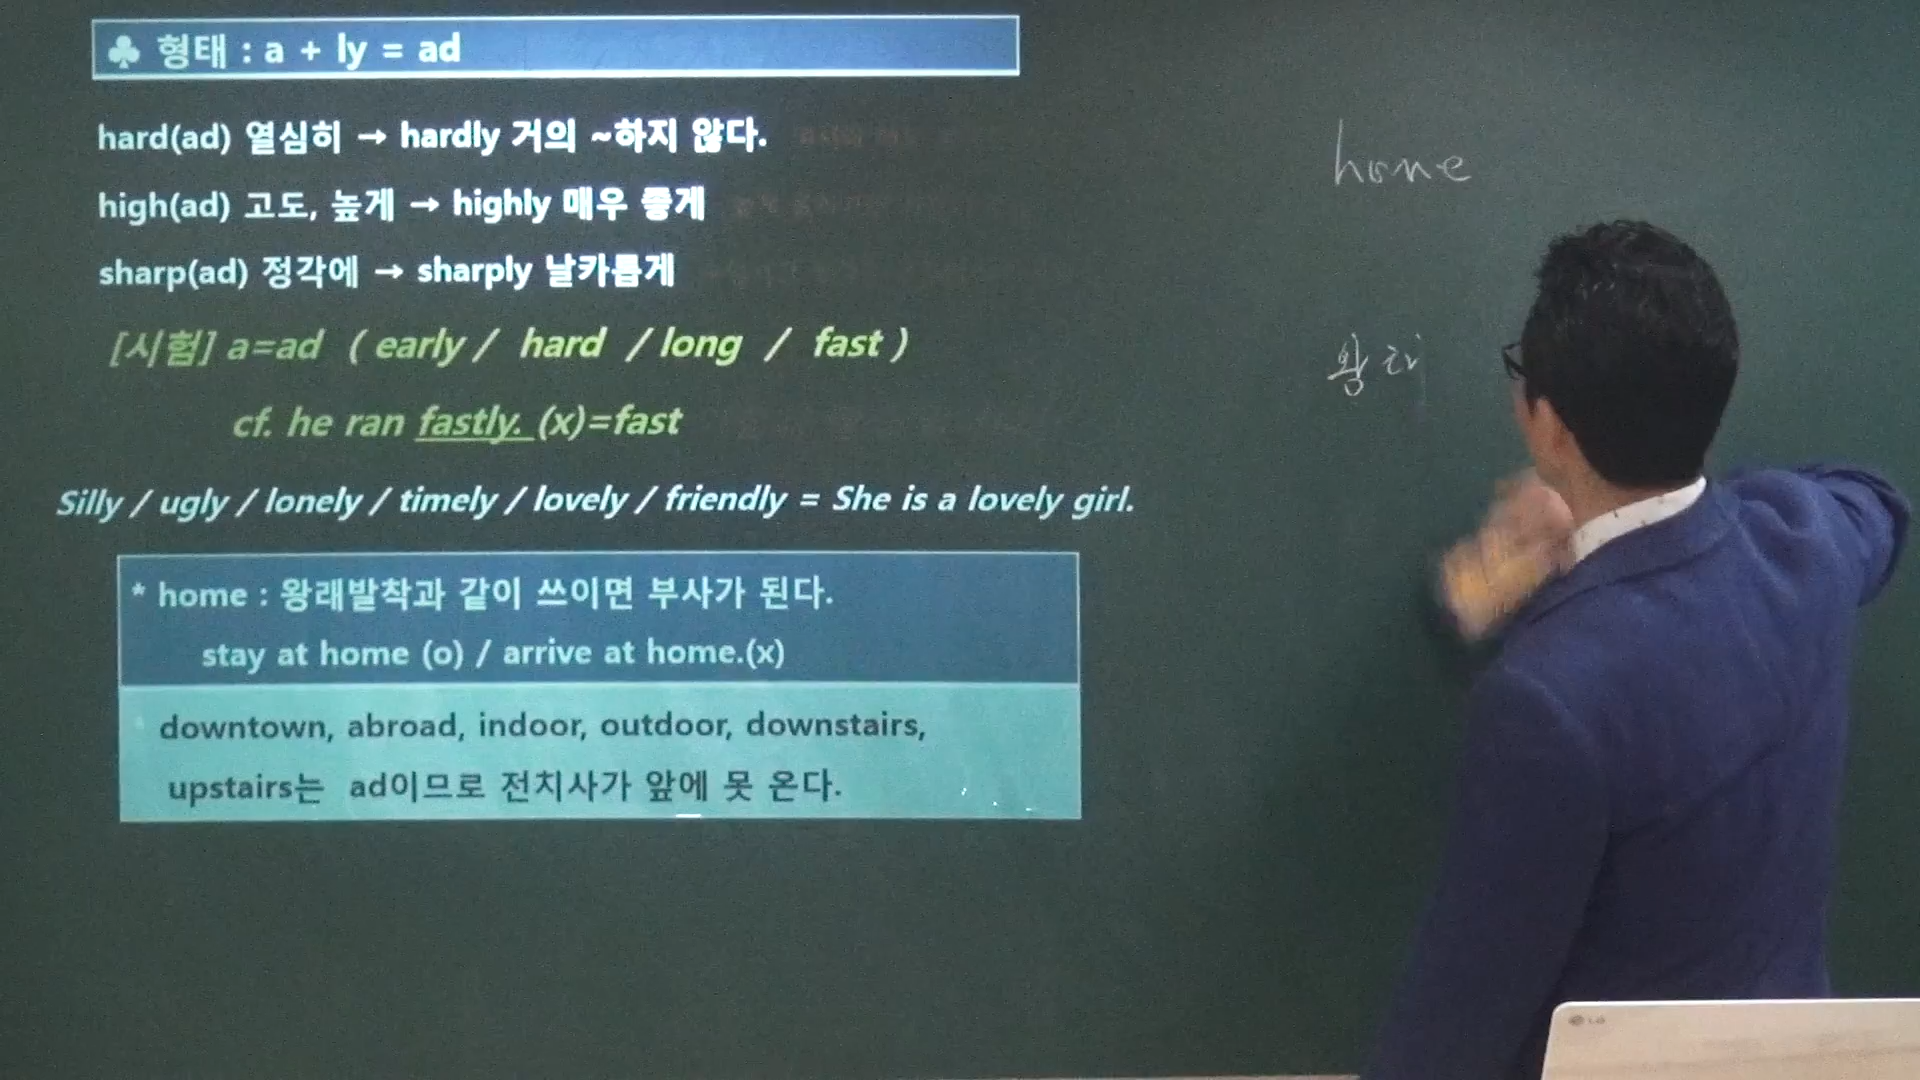 ♣ 형태 : a + ly = ad
hard(ad) 열심히 → hardly 거의 ~하지 않다.
high(ad) 고도, 높게 → highly 매우 좋게
sharp(ad) 정각에 → sharply 날카롭게
[시험] a=ad ( early / hard / long / fast )
cf. he ran fastly. (x)=fast
Silly / ugly / lonely / timely / lovely / friendly = She is a lovely girl.
* home : 왕래발착과 같이 쓰이면 부사가 된다.
stay at home (o) / arrive at home.(x)
downtown, abroad, indoor, outdoor, downstairs,
upstairs는 ad이므로 전치사가 앞에 못 온다.
home
왕래
LG